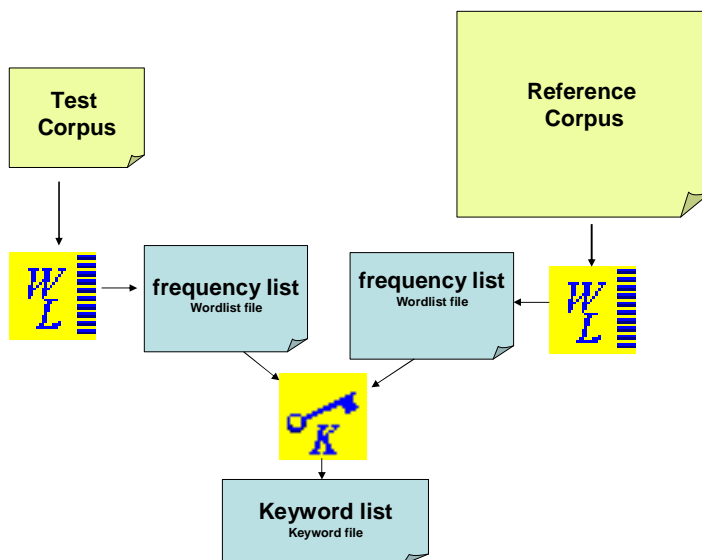 Test
Corpus
Reference
Corpus
W
L
frequency list
Wordlist file
frequency list
Wordlist file
W
L
K
Keyword list
Keyword file